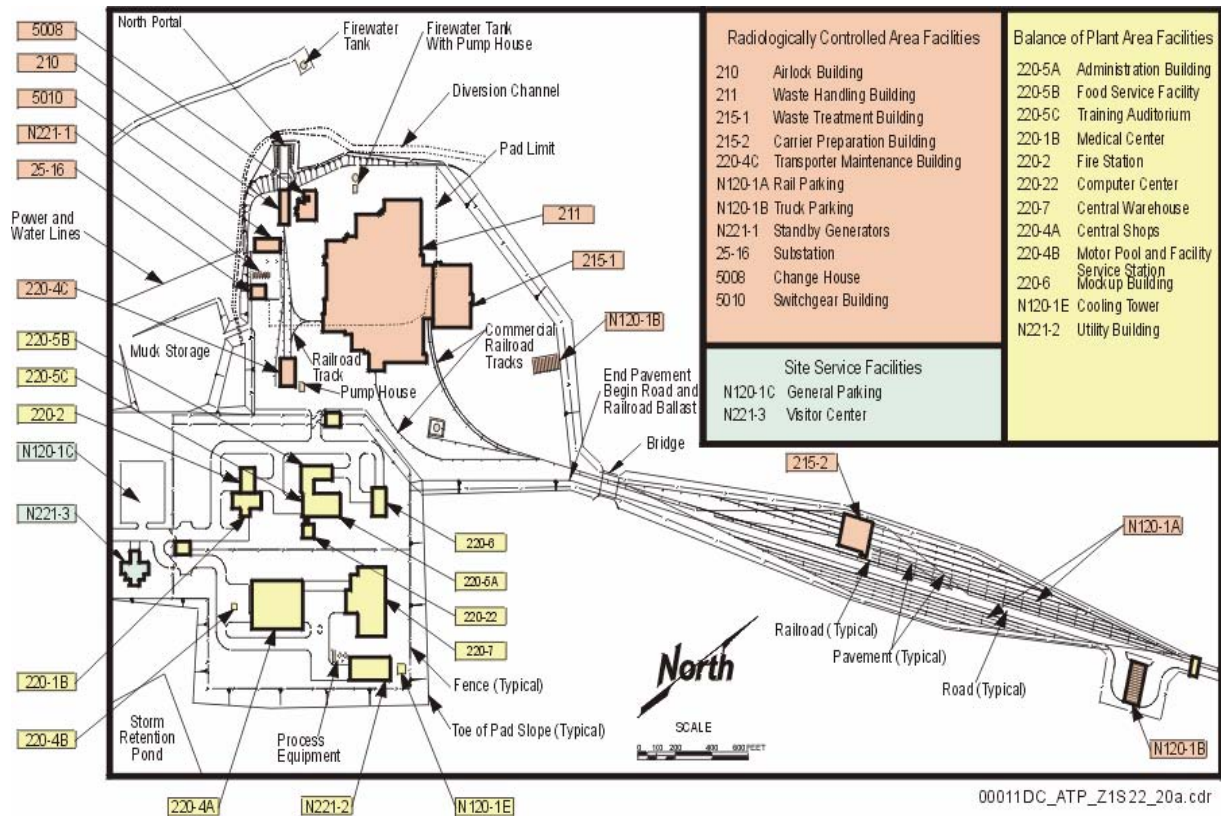 5008
210
5010
N221-1
25-16
Power and
Water Lines
220-4C
220-5B
220-5C
220-2
N120-1C
N221-3
220-1B
220-4B
North Portal
Firewater
Tank
Firewater Tank
With Pump House
Diversion Channel
Pad Limit
211
215-1
N120-1B
Muck Storage
Railroad
Track
Commercial
Railroad
Tracks
Pump House
End Pavement
Begin Road and
Railroad Ballast
Bridge
215-2
N120-1A
220-6
220-5A
220-22
220-7
Railroad (Typical)
Pavement (Typical)
Road (Typical)
Fence (Typical)
Toe of Pad Slope (Typical)
Storm
Retention
Pond
Process
Equipment
220-4A
N221-2
N120-1E
N120-1B
North
SCALE
0 100 200 400 600 FEET
Radiologically Controlled Area Facilities
210 Airlock Building
211 Waste Handling Building
215-1 Waste Treatment Building
215-2 Carrier Preparation Building
220-4C Transporter Maintenance Building
N120-1A Rail Parking
N120-1B Truck Parking
N221-1 Standby Generators
25-16 Substation
5008 Change House
5010 Switchgear Building
Site Service Facilities
N120-1C General Parking
N221-3 Visitor Center
Balance of Plant Area Facilities
220-5A Administration Building
220-5B Food Service Facility
220-5C Training Auditorium
220-1B Medical Center
220-2 Fire Station
220-22 Computer Center
220-7 Central Warehouse
220-4A Central Shops
220-4B Motor Pool and Facility
Service Station
220-6 Mockup Building
N120-1E Cooling Tower
N221-2 Utility Building
00011DC_ATP_Z1S22_20a.cdr